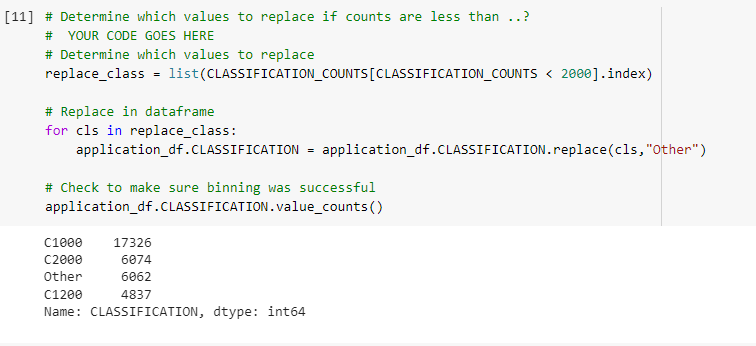 [11] # Determine which values to replace if counts are less than ..?
#  YOUR CODE GOES HERE
# Determine which values to replace
replace_class = list(CLASSIFICATION_COUNTS[CLASSIFICATION_COUNTS < 2000].index)
# Replace in dataframe
for cls in replace_class:
    application_df.CLASSIFICATION = application_df.CLASSIFICATION.replace(cls,"Other")
# Check to make sure binning was successful
application_df.CLASSIFICATION.value_counts()
C1000    17326
C2000     6074
Other     6062
C1200     4837
Name: CLASSIFICATION, dtype: int64